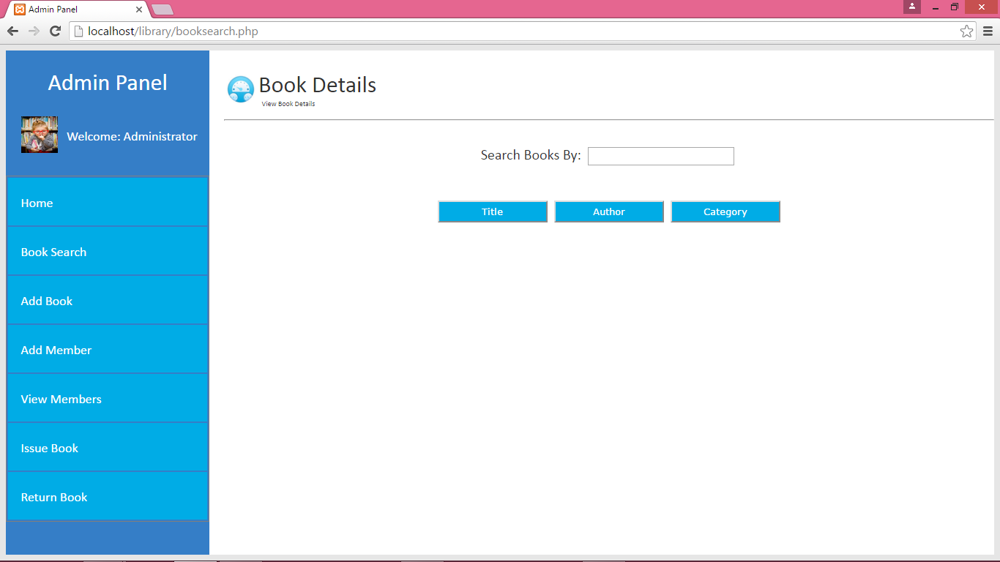 Admin Panel
localhost/library/booksearch.php
Admin Panel
Welcome: Administrator
Home
Book Search
Add Book
Add Member
View Members
Issue Book
Return Book
Book Details
View Book Details
Search Books By:
Title Author Category